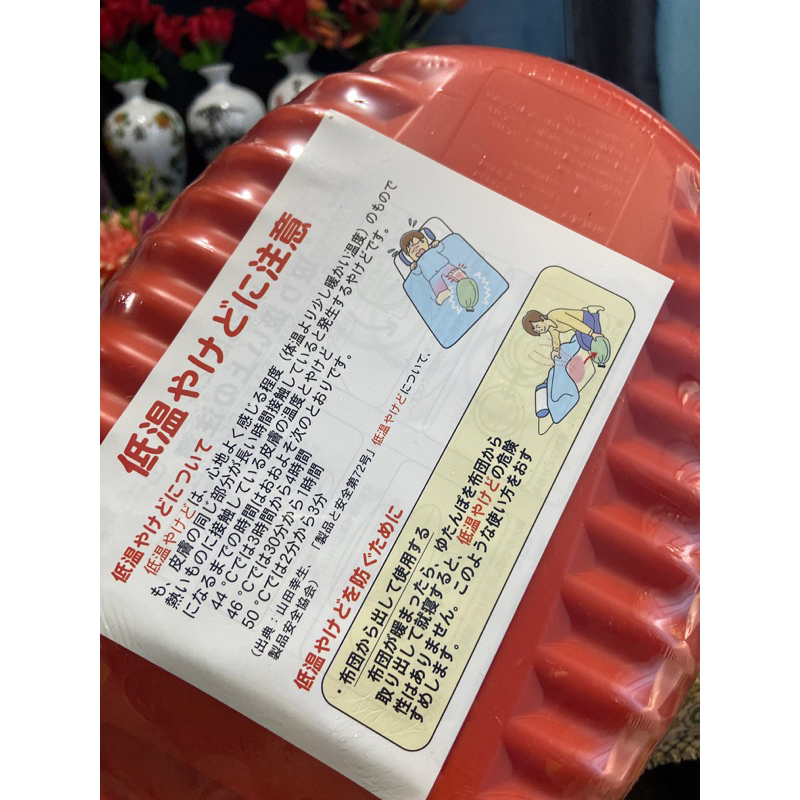 低温やけどに注意
低温やけどについて
低温やけどは、心地よく感じる程度（体温より少し暖かい温度）のもので
も、皮膚の同じ部分が長い時間接触していると発生するやけどです。
熱いものに接触している皮膚の温度とやけど
になるまでの時間はおおよそ次のとおりです。
44℃では3時間から4時間
46℃では30分から1時間
50℃では2分から3分
（出典：山田幸生、「製品と安全第72号」低温やけどについて、
製品安全協会）
低温やけどを防ぐために
・布団から出して使用する
布団が暖まったら、ゆたんぽを布団から
取り出して就寝すると、低温やけどの危険
性はありません。このような使い方をおす
すめします。